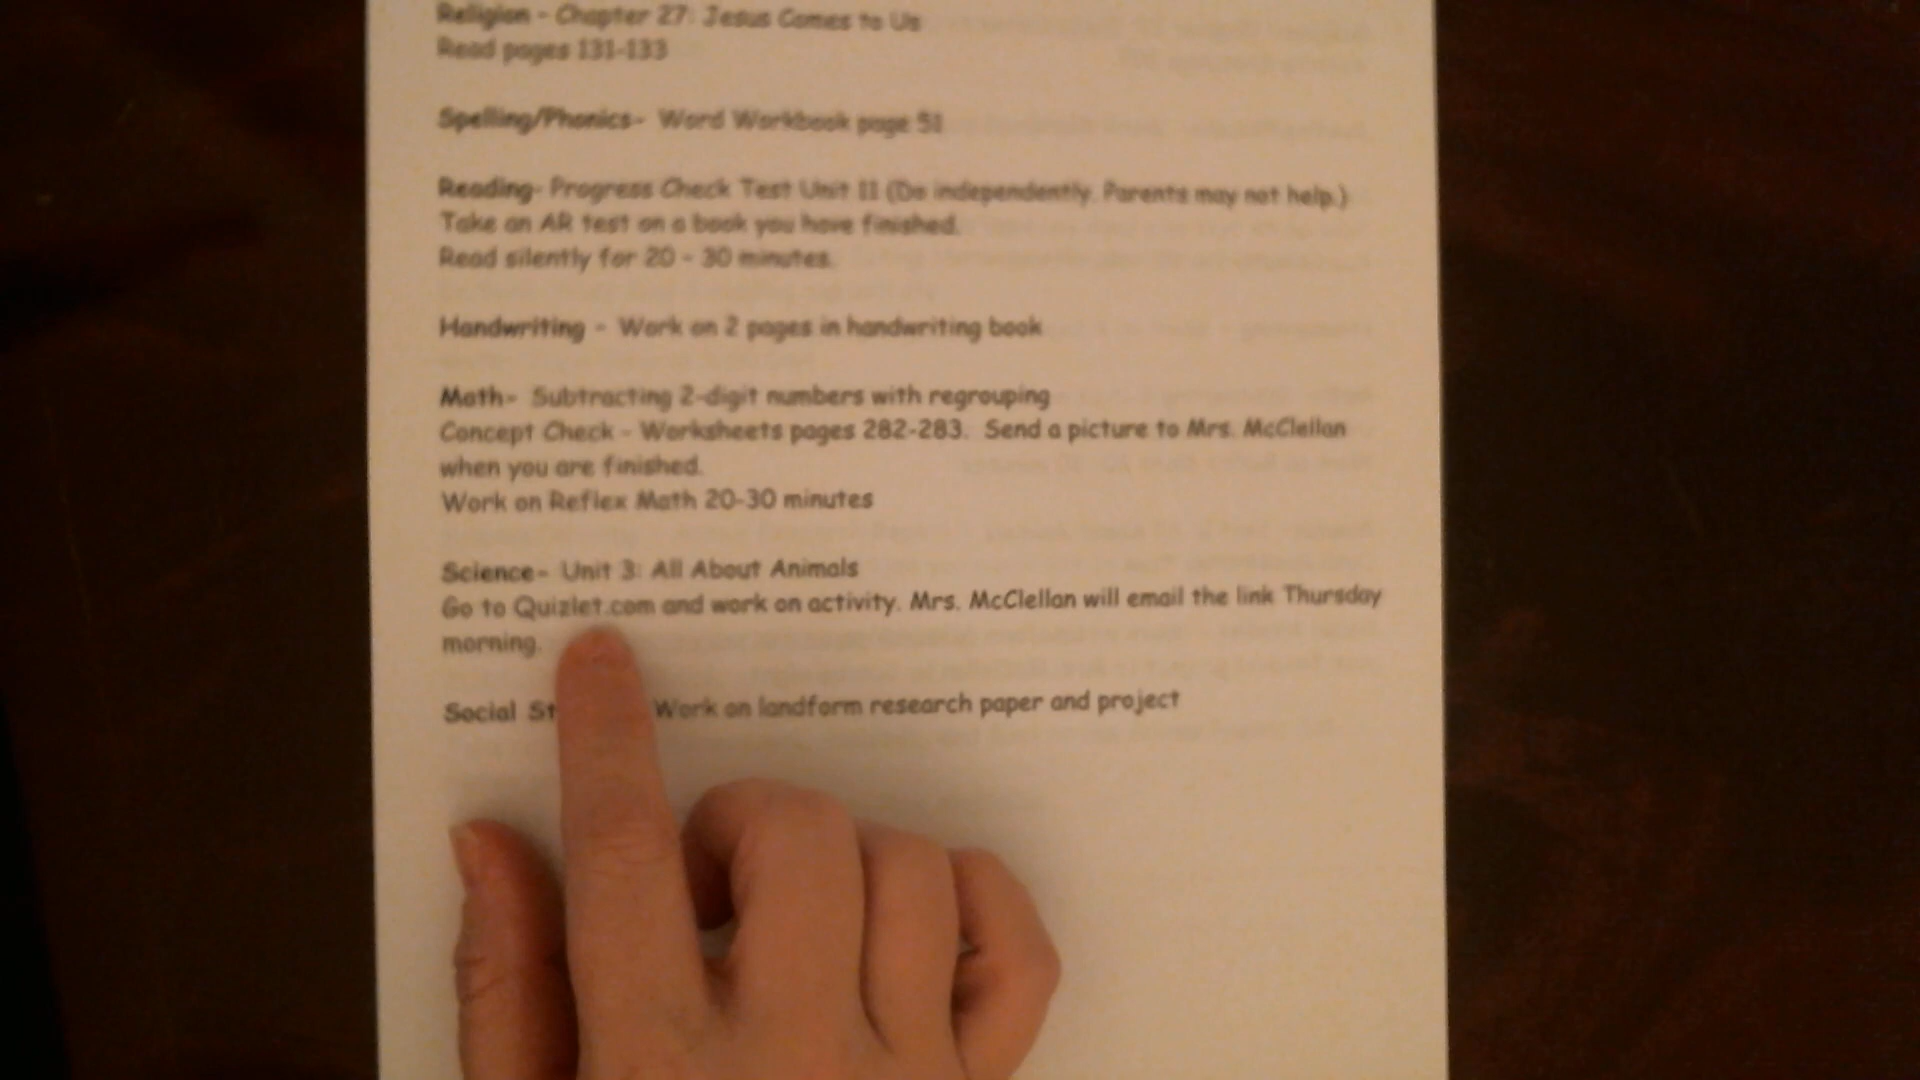 Religion - Chapter 27: Jesus Comes to Us
Read pages 131-133
Spelling/Phonics- Word Workbook page 51
Reading- Progress Check Test Unit II (Do independently. Parents may not help.)
Take an AR test on a book you have finished.
Read silently for 20 - 30 minutes.
Handwriting - Work on 2 pages in handwriting book
Math- Subtracting 2-digit numbers with regrouping
Concept Check - Worksheets pages 282-283. Send a picture to Mrs. McClellan
when you are finished.
Work on Reflex Math 20-30 minutes
Science- Unit 3: All About Animals
Go to Quizlet.com and work on activity. Mrs. McClellan will email the link Thursday
morning.
Social St Work on landform research paper and project